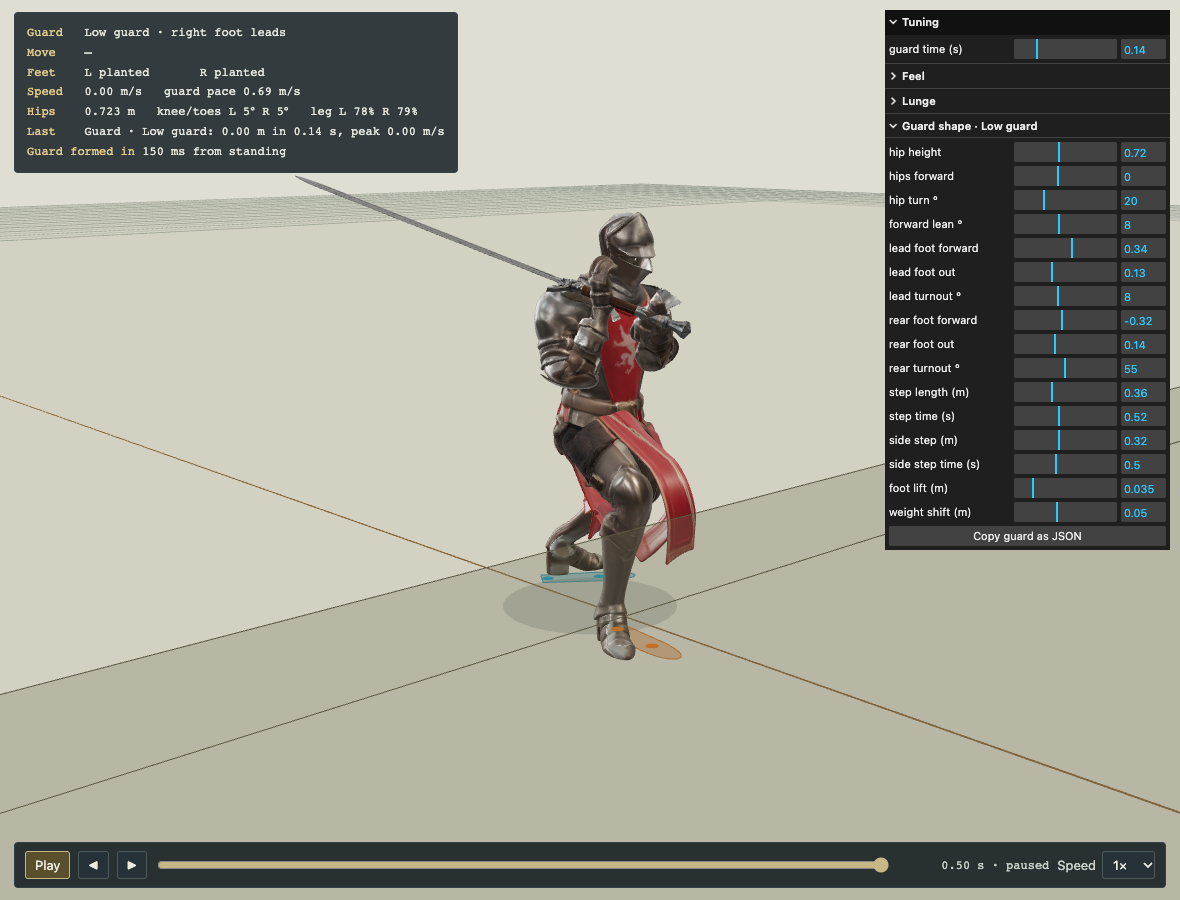 Guard Low guard · right foot leads
Move —
Feet L planted R planted
Speed 0.00 m/s guard pace 0.69 m/s
Hips 0.723 m knee/toes L 5° R 5° leg L 78% R 79%
Last Guard · Low guard: 0.00 m in 0.14 s, peak 0.00 m/s
Guard formed in 150 ms from standing
Tuning
guard time (s) 0.14
Feel
Lunge
Guard shape · Low guard
hip height 0.72
hips forward 0
hip turn ° 20
forward lean ° 8
lead foot forward 0.34
lead foot out 0.13
lead turnout ° 8
rear foot forward -0.32
rear foot out 0.14
rear turnout ° 55
step length (m) 0.36
step time (s) 0.52
side step (m) 0.32
side step time (s) 0.5
foot lift (m) 0.035
weight shift (m) 0.05
Copy guard as JSON
Play ◄ ► 0.50 s · paused Speed 1×